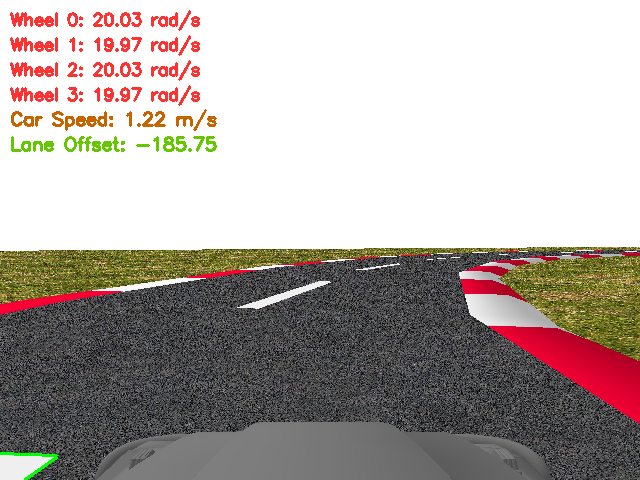 Wheel 0: 20.03 rad/s
Wheel 1: 19.97 rad/s
Wheel 2: 20.03 rad/s
Wheel 3: 19.97 rad/s
Car Speed: 1.22 m/s
Lane Offset: -185.75